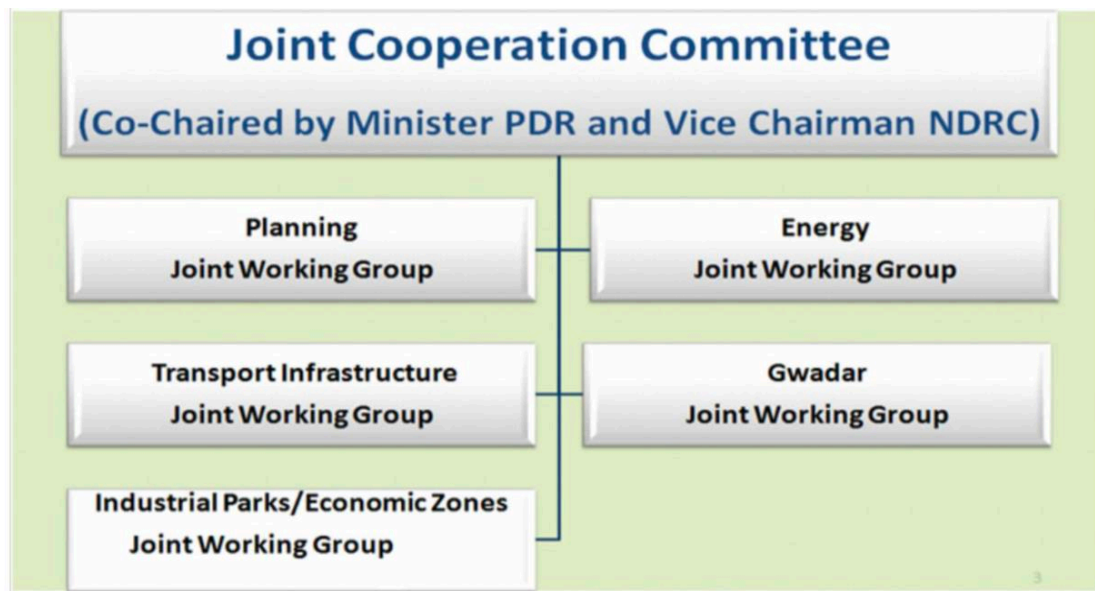 Joint Cooperation Committee
(Co-Chaired by Minister PDR and Vice Chairman NDRC)
Planning
Joint Working Group
Energy
Joint Working Group
Transport Infrastructure
Joint Working Group
Gwadar
Joint Working Group
Industrial Parks/Economic Zones
Joint Working Group
3